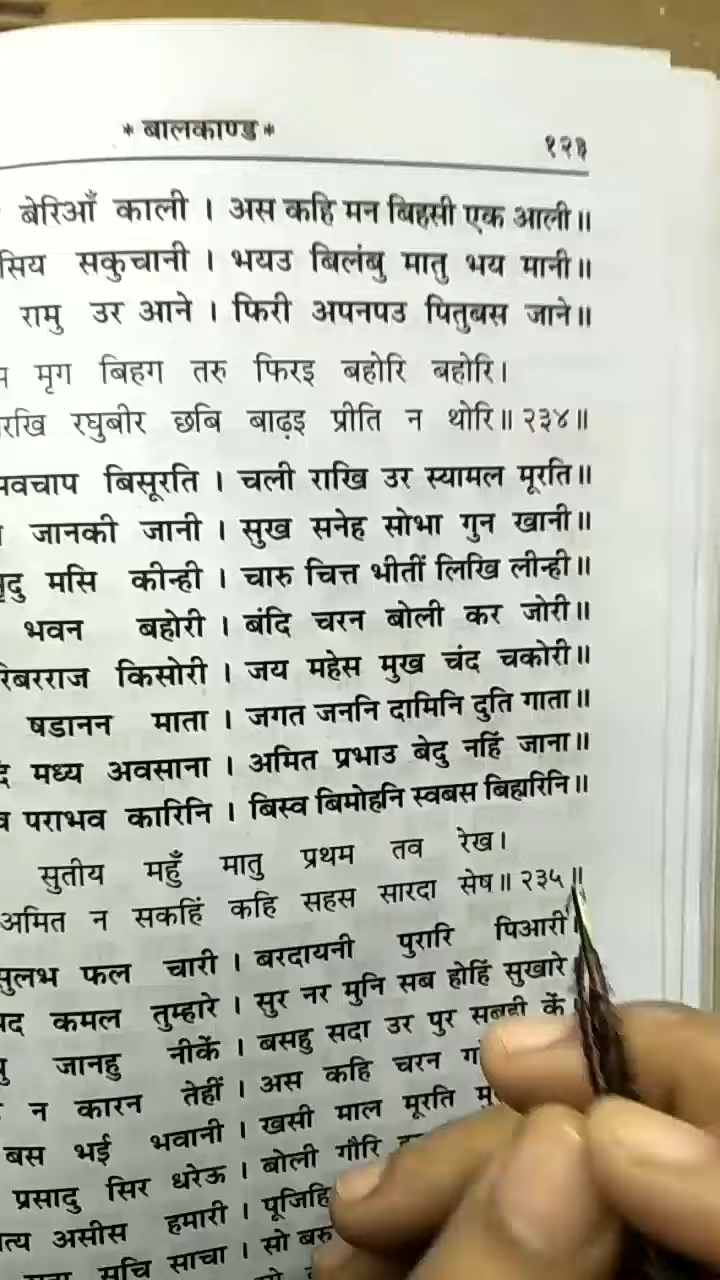 * बालकाण्ड *
१२३
बेरिआँ काली । अस कहि मन बिहसी एक आली ॥
सिय सकुचानी । भयउ बिलंबु मातु भय मानी ॥
रामु उर आने । फिरी अपनपउ पितुबस जाने ॥
मृग बिहग तरु फिरइ बहोरि बहोरि ।
रघुबीर छबि बाढ़इ प्रीति न थोरि ॥ २३४ ॥
बिसूरति । चली राखि उर स्यामल मूरति ॥
जानकी जानी । सुख सनेह सोभा गुन खानी ॥
मसि कीन्ही । चारु चित्त भीतीं लिखि लीन्ही ॥
भवन बहोरी । बंदि चरन बोली कर जोरी ॥
किसोरी । जय महेस मुख चंद चकोरी ॥
षडानन माता । जगत जननि दामिनि दुति गाता ॥
मध्य अवसाना । अमित प्रभाउ बेदु नहिं जाना ॥
पराभव कारिनि । बिस्व बिमोहनि स्वबस बिहारिनि ॥
सुतीय महुँ मातु प्रथम तव रेख ।
अमित न सकहिं कहि सहस सारदा सेष ॥ २३५ ॥
सुलभ फल चारी । बरदायनी पुरारि पिआरी
कमल तुम्हारे । सुर नर मुनि सब होहिं सुखारे
जानहु नीकें । बसहु सदा उर पुर सबही कें
न कारन तेहीं । अस कहि चरन
बस भई भवानी । खसी माल मूरति
प्रसादु सिर धरेऊ । बोली गौरि
असीस हमारी । पूजिहि
सुचि साचा । सो बरु